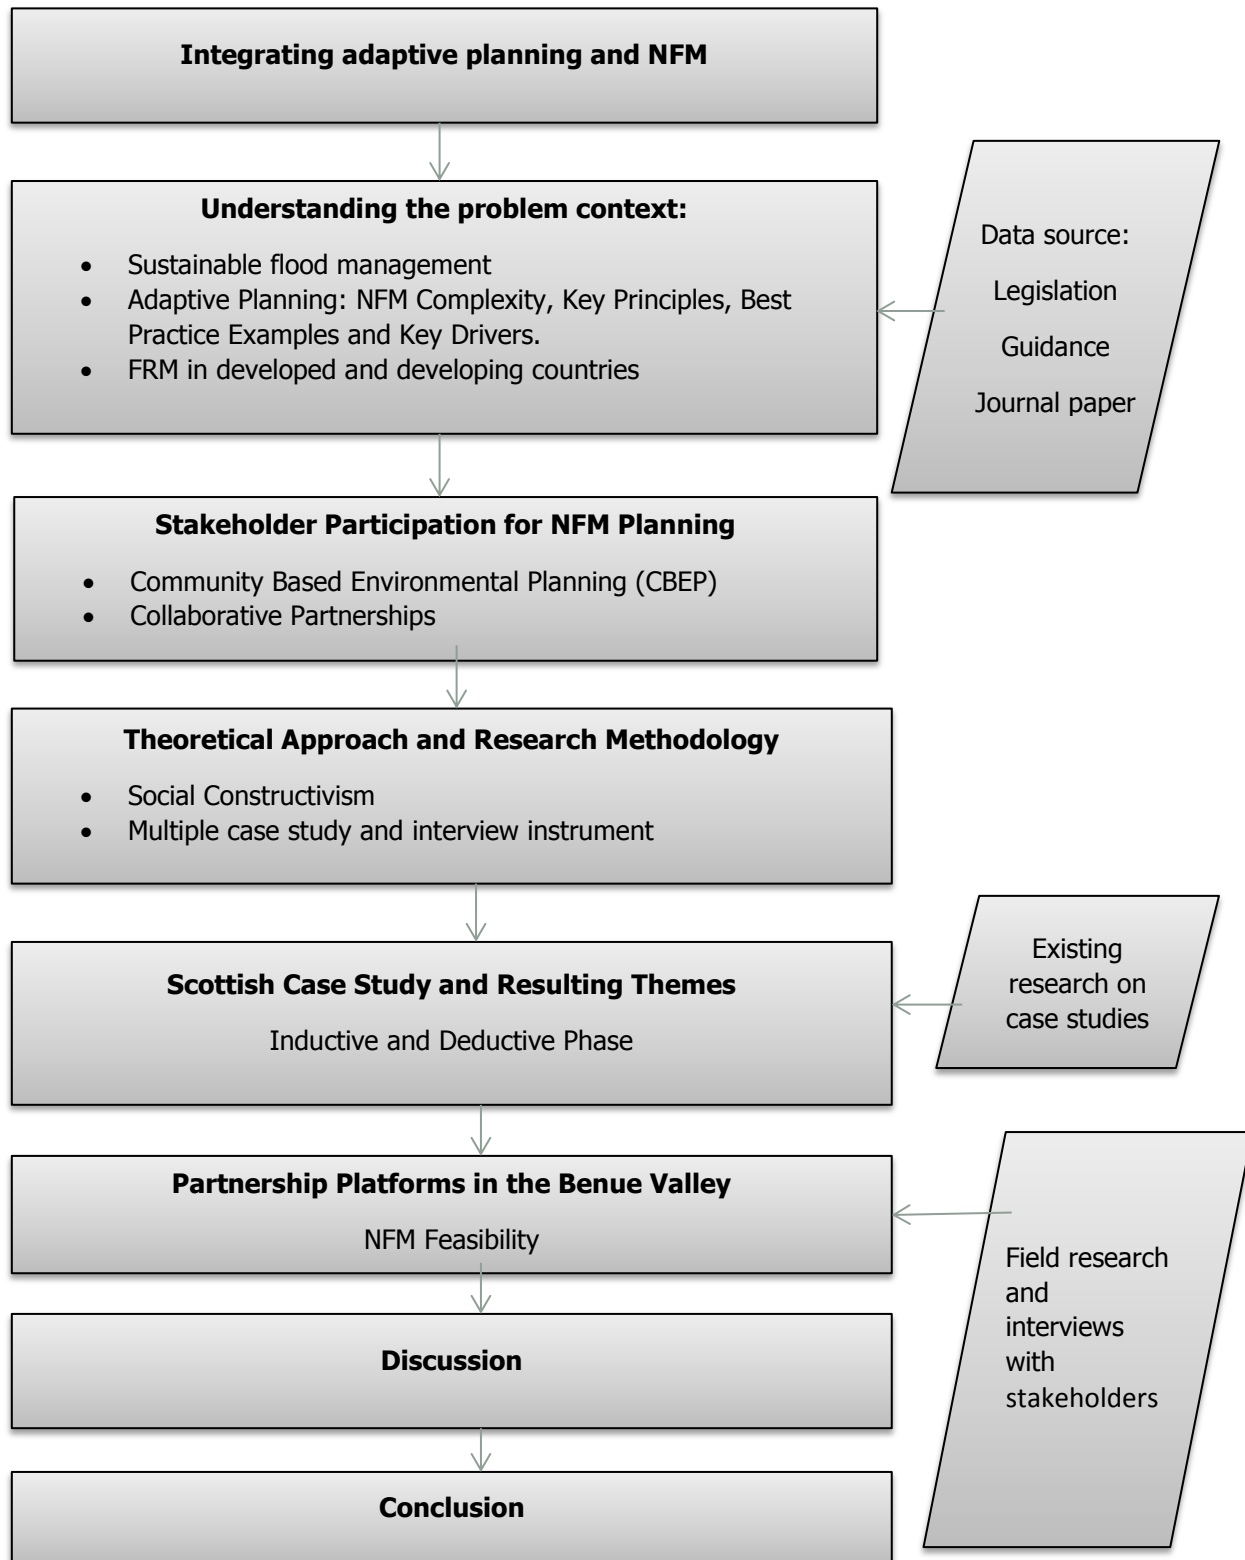 Integrating adaptive planning and NFM
Understanding the problem context:
• Sustainable flood management
• Adaptive Planning: NFM Complexity, Key Principles, Best
Practice Examples and Key Drivers.
• FRM in developed and developing countries
Data source:
Legislation
Guidance
Journal paper
Stakeholder Participation for NFM Planning
• Community Based Environmental Planning (CBEP)
• Collaborative Partnerships
Theoretical Approach and Research Methodology
• Social Constructivism
• Multiple case study and interview instrument
Scottish Case Study and Resulting Themes
Inductive and Deductive Phase
Existing
research on
case studies
Partnership Platforms in the Benue Valley
NFM Feasibility
Field research
and
interviews
with
stakeholders
Discussion
Conclusion